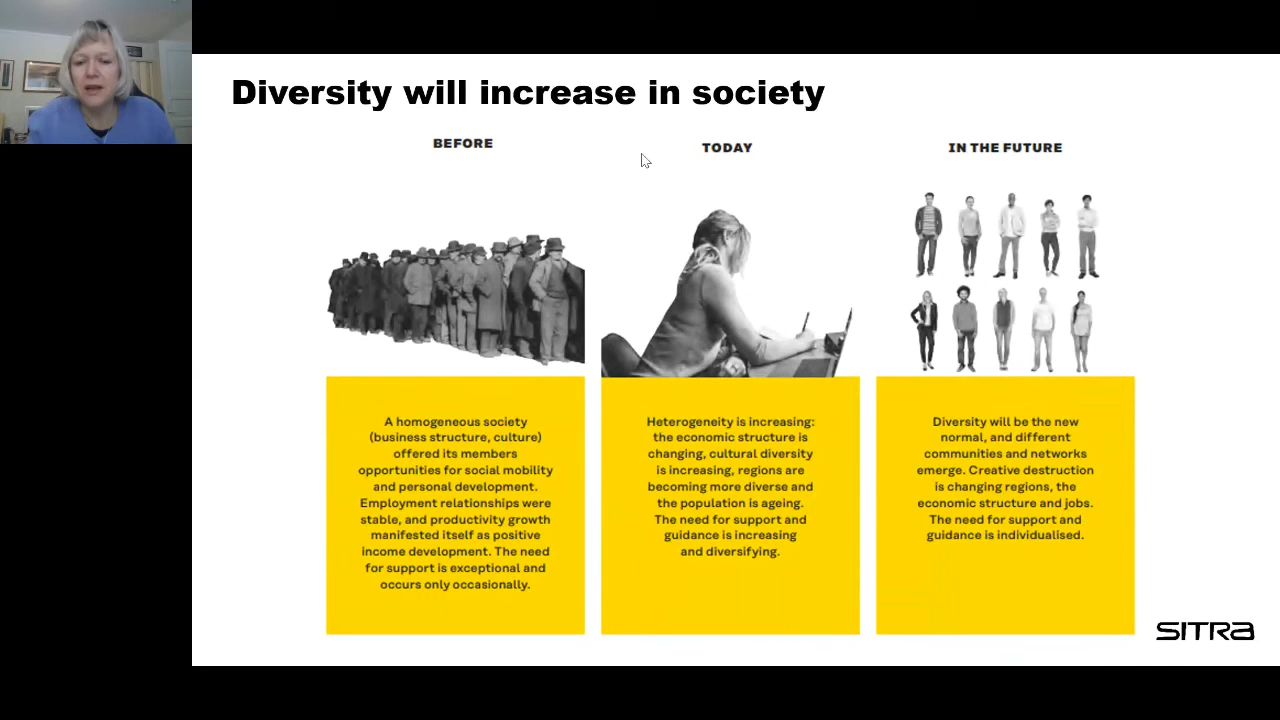 Diversity will increase in society
BEFORE
A homogeneous society
(business structure, culture)
offered its members
opportunities for social mobility
and personal development.
Employment relationships were
stable, and productivity growth
manifested itself as positive
income development. The need
for support is exceptional and
occurs only occasionally.
TODAY
Heterogeneity is increasing:
the economic structure is
changing, cultural diversity
is increasing, regions are
becoming more diverse and
the population is ageing.
The need for support and
guidance is increasing
and diversifying.
IN THE FUTURE
Diversity will be the new
normal, and different
communities and networks
emerge. Creative destruction
is changing regions, the
economic structure and jobs.
The need for support and
guidance is individualised.
SITRA